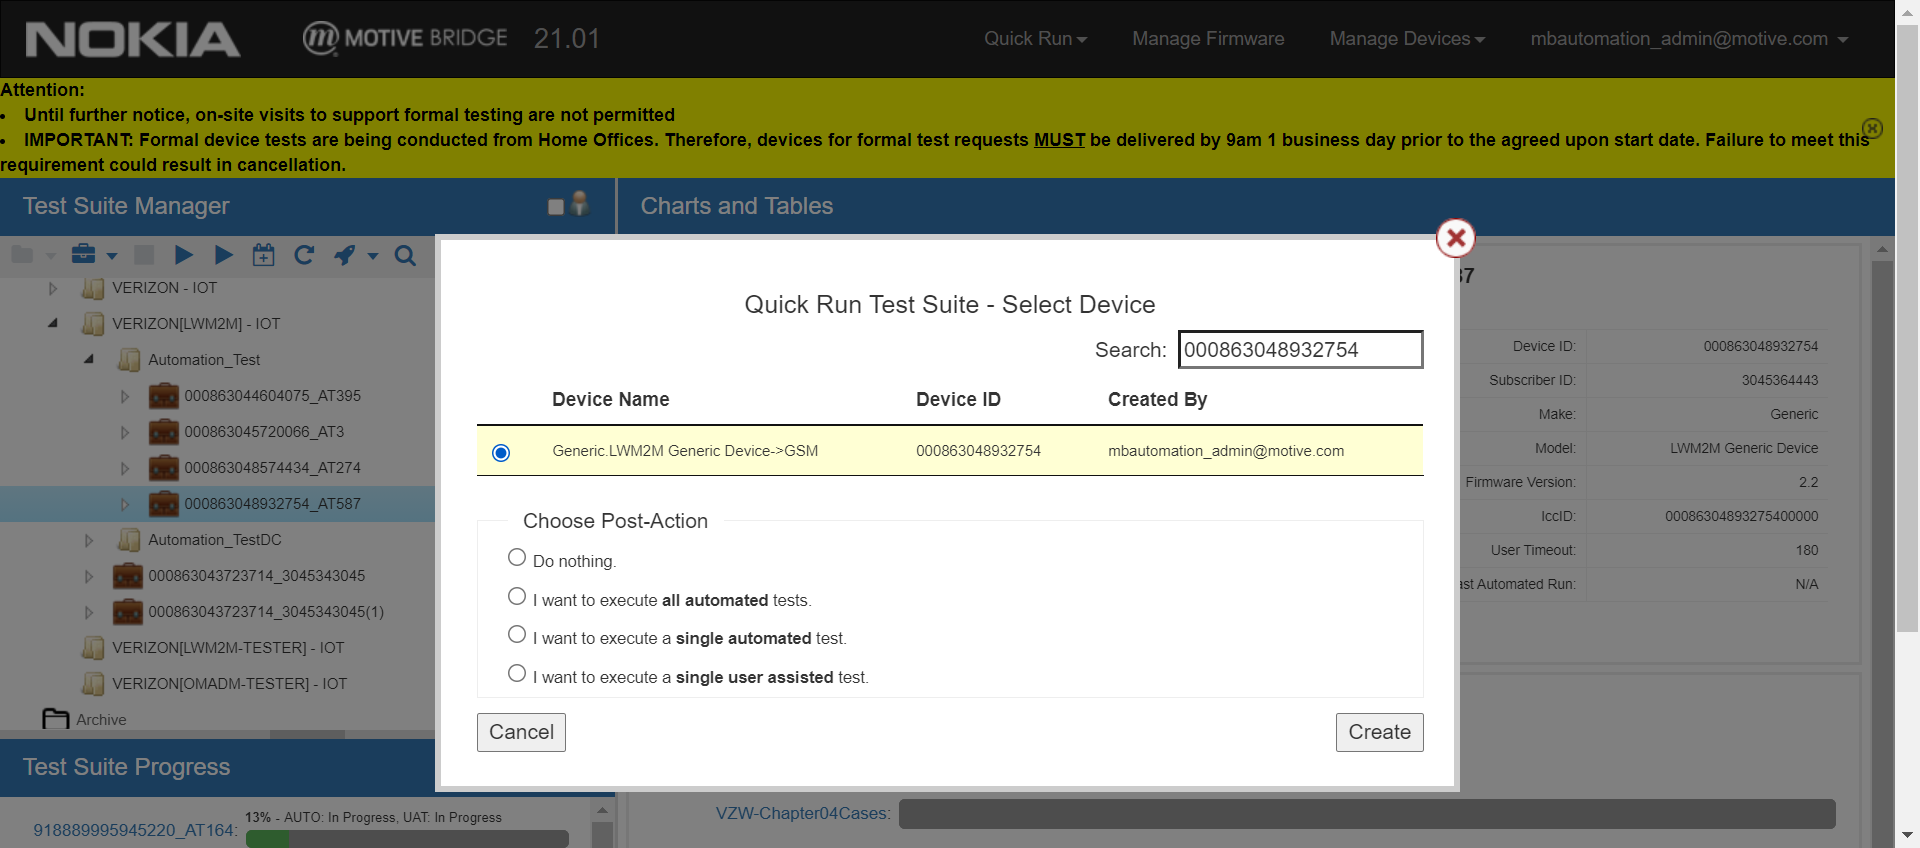 NOKIA MOTIVE BRIDGE 21.01 Quick Run Manage Firmware Manage Devices mbautomation_admin@motive.com
Attention:
• Until further notice, on-site visits to support formal testing are not permitted
• IMPORTANT: Formal device tests are being conducted from Home Offices. Therefore, devices for formal test requests MUST be delivered by 9am 1 business day prior to the agreed upon start date. Failure to meet this
requirement could result in cancellation.
Test Suite Manager
VERIZON - IOT
VERIZON[LWM2M] - IOT
Automation_Test
000863044604075_AT395
000863045720066_AT3
000863048574434_AT274
000863048932754_AT587
Automation_TestDC
000863043723714_3045343045
000863043723714_3045343045(1)
VERIZON[LWM2M-TESTER] - IOT
VERIZON[OMADM-TESTER] - IOT
Archive
Test Suite Progress
918889995945220_AT164:
13% - AUTO: In Progress, UAT: In Progress
Charts and Tables
37
Device ID: 000863048932754
Subscriber ID: 3045364443
Make: Generic
Model: LWM2M Generic Device
Firmware Version: 2.2
IccID: 00086304893275400000
User Timeout: 180
ast Automated Run: N/A
VZW-Chapter04Cases:
Quick Run Test Suite - Select Device
Search: 000863048932754
Device Name Device ID Created By
Generic.LWM2M Generic Device->GSM 000863048932754 mbautomation_admin@motive.com
Choose Post-Action
Do nothing.
I want to execute all automated tests.
I want to execute a single automated test.
I want to execute a single user assisted test.
Cancel Create